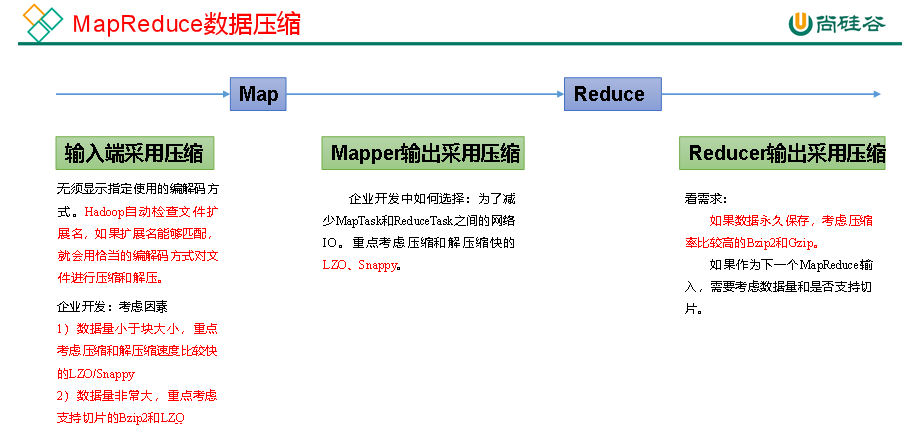 MapReduce数据压缩
尚硅谷
Map
Reduce
输入端采用压缩
无须显示指定使用的编解码方
式。Hadoop自动检查文件扩
展名，如果扩展名能够匹配，
就会用恰当的编解码方式对文
件进行压缩和解压。
企业开发：考虑因素
1）数据量小于块大小，重点
考虑压缩和解压缩速度比较快
的LZO/Snappy
2）数据量非常大，重点考虑
支持切片的Bzip2和LZO
Mapper输出采用压缩
企业开发中如何选择：为了减
少MapTask和ReduceTask之间的网络
IO。重点考虑压缩和解压缩快的
LZO、Snappy。
Reducer输出采用压缩
看需求：
如果数据永久保存，考虑压缩
率比较高的Bzip2和Gzip。
如果作为下一个MapReduce输
入，需要考虑数据量和是否支持切
片。